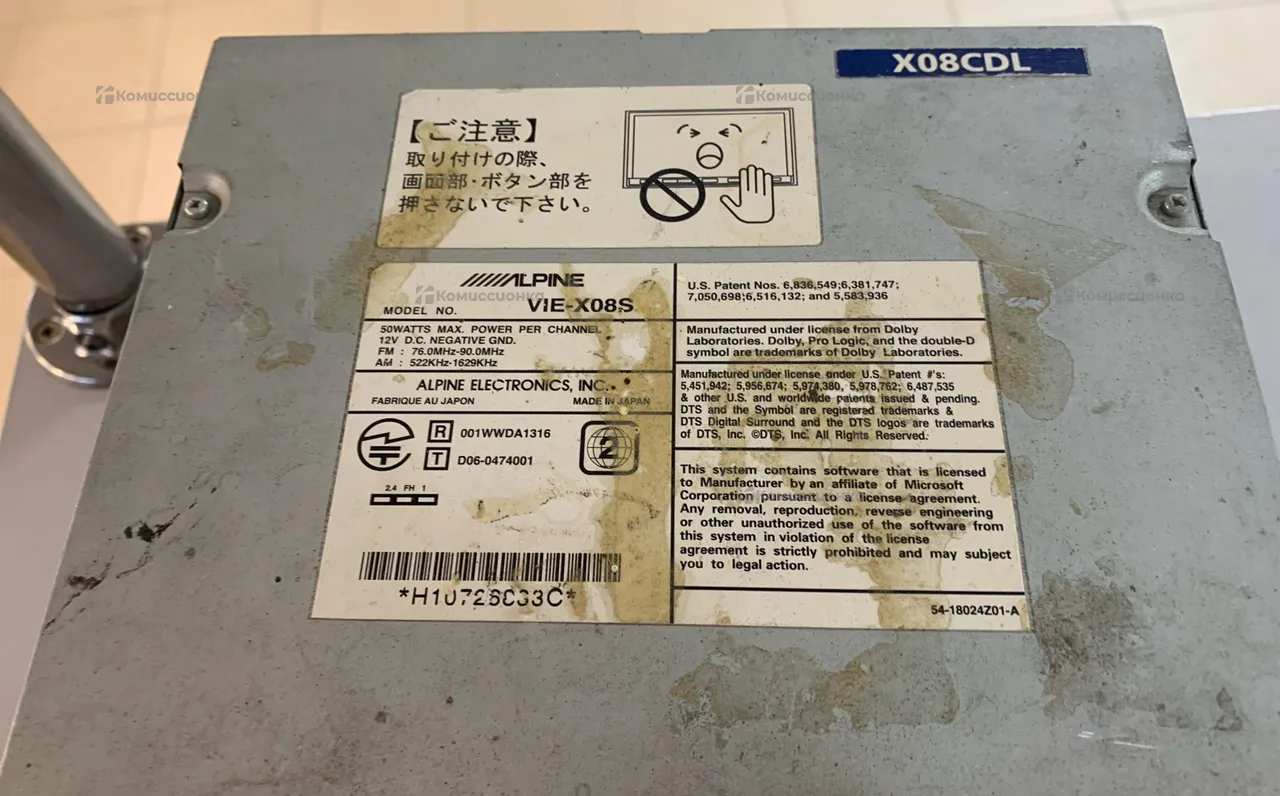 X08CDL
【ご注意】
取り付けの際、
画面部・ボタン部を
押さないで下さい。
ALPINE
MODEL NO. VIE-X08S
50WATTS MAX. POWER PER CHANNEL
12V D.C. NEGATIVE GND.
FM : 76.0MHz-90.0MHz
AM : 522KHz-1629KHz
ALPINE ELECTRONICS, INC.
FABRIQUE AU JAPON MADE IN JAPAN
R 001WWDA1316
T D06-0474001
2
2.4 FH 1
U.S. Patent Nos. 6,836,549;6,381,747;
7,050,698;6,516,132; and 5,583,936
Manufactured under license from Dolby
Laboratories. Dolby, Pro Logic, and the double-D
symbol are trademarks of Dolby Laboratories.
Manufactured under license under U.S. Patent #'s:
5,451,942; 5,956,674; 5,974,380, 5,978,762; 6,487,535
& other U.S. and worldwide patents issued & pending.
DTS and the Symbol are registered trademarks &
DTS Digital Surround and the DTS logos are trademarks
of DTS, Inc. ©DTS, Inc. All Rights Reserved.
This system contains software that is licensed
to Manufacturer by an affiliate of Microsoft
Corporation pursuant to a license agreement.
Any removal, reproduction, reverse engineering
or other unauthorized use of the software from
this system in violation of the license
agreement is strictly prohibited and may subject
you to legal action.
54-18024Z01-A
Комиссионка
Комиссионка